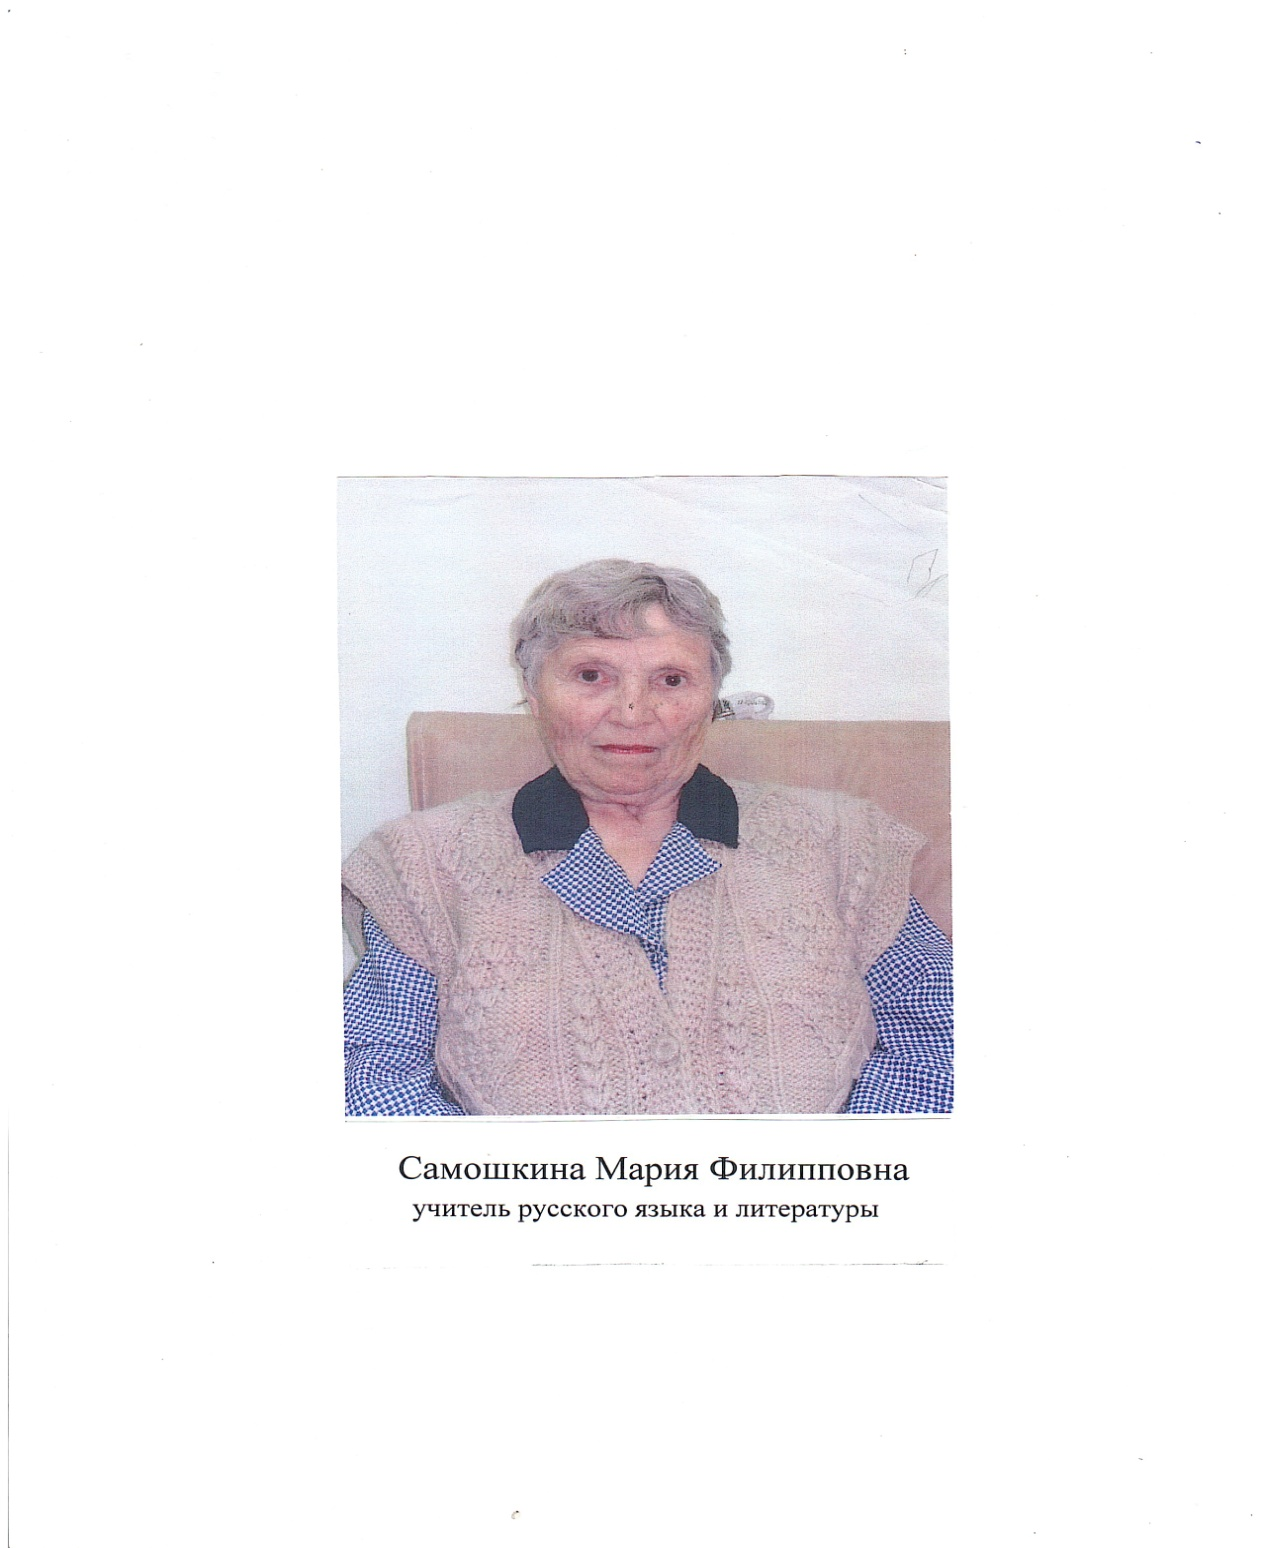 Самошкина Мария Филипповна
учитель русского языка и литературы